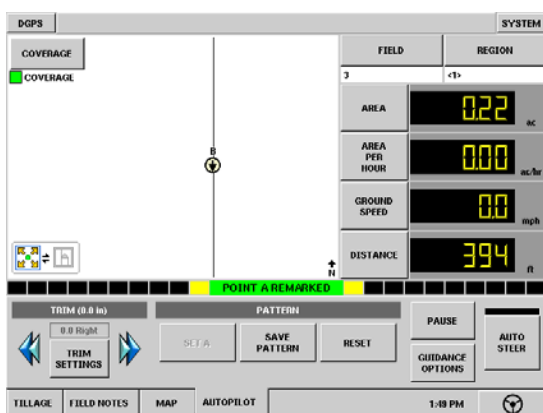 DGPS
SYSTEM
COVERAGE
COVERAGE
FIELD
REGION
3
<1>
AREA
0.22
ac
AREA
PER
HOUR
0.00
ac/hr
GROUND
SPEED
0.0
mph
DISTANCE
394
ft
B
N
POINT A REMARKED
TRIM (0.0 in)
0.0 Right
TRIM
SETTINGS
PATTERN
SET A
SAVE
PATTERN
RESET
PAUSE
GUIDANCE
OPTIONS
AUTO
STEER
TILLAGE
FIELD NOTES
MAP
AUTOPILOT
1:49 PM